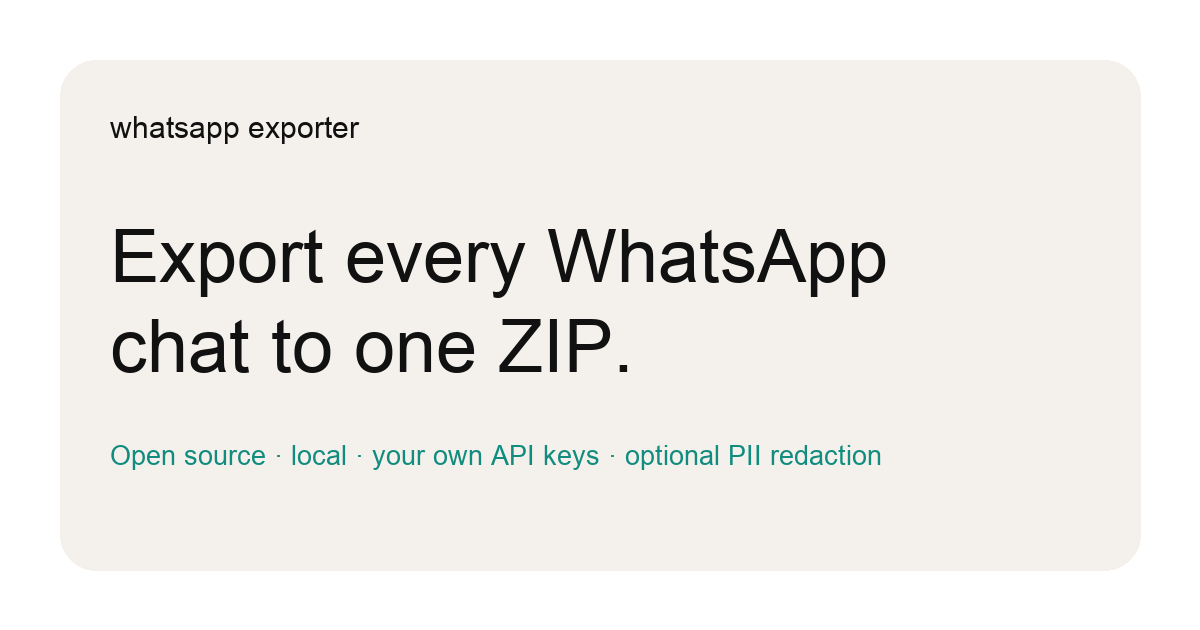 whatsapp exporter
Export every WhatsApp
chat to one ZIP.
Open source · local · your own API keys · optional PII redaction